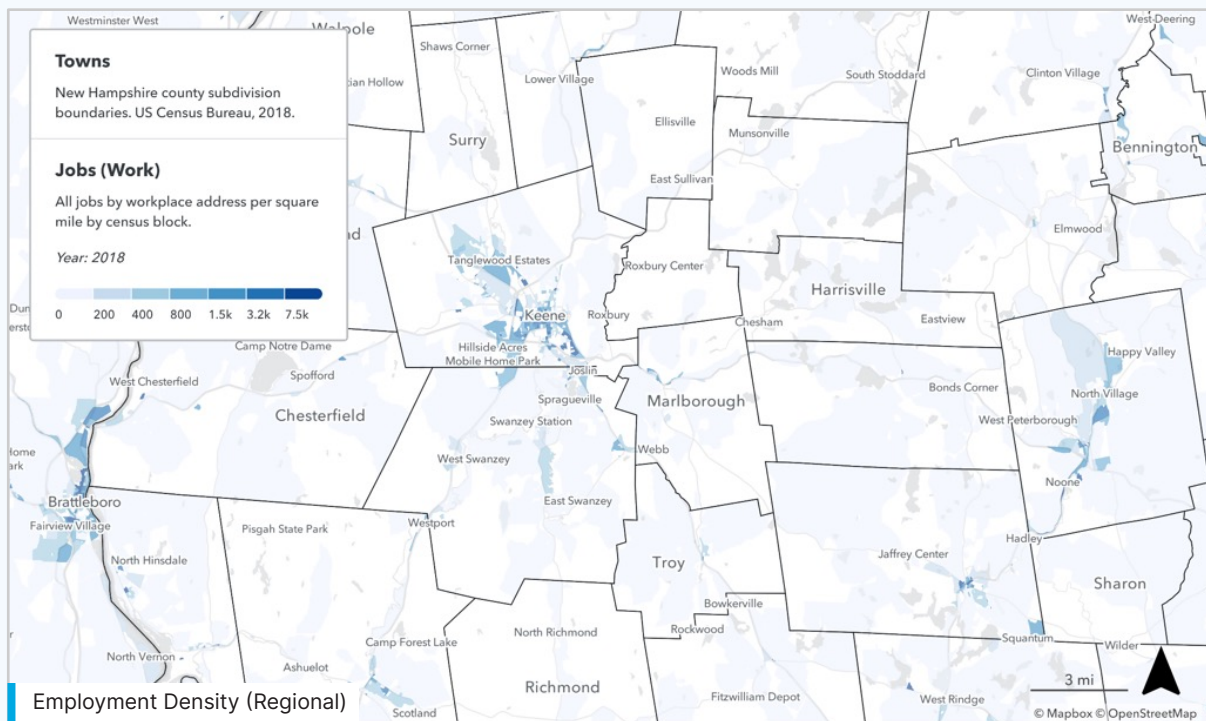 Westminster West
Walpole
Shaws Corner
Woods Mill
West Deering
Towns
New Hampshire county subdivision
boundaries. US Census Bureau, 2018.
Lower Village
South Stoddard
Clinton Village
Ellisville
Munsonville
Surry
Bennington
Jobs (Work)
All jobs by workplace address per square
mile by census block.
Year: 2018
0 200 400 800 1.5k 3.2k 7.5k
East Sullivan
Elmwood
Tanglewood Estates
Roxbury Center
Harrisville
Keene
Roxbury
Chesham
Eastview
Camp Notre Dame
Hillside Acres
Mobile Home Park
Happy Valley
Joslin
West Chesterfield
Spofford
Bonds Corner
North Village
Spragueville
Marlborough
Chesterfield
Swanzey Station
West Peterborough
Webb
West Swanzey
Noone
Brattleboro
East Swanzey
Fairview Village
Pisgah State Park
Westport
Hadley
North Hinsdale
Troy
Jaffrey Center
Sharon
Bowkerville
Rockwood
North Richmond
Camp Forest Lake
Squantum
Wilder
North Vernon
Ashuelot
Richmond
Fitzwilliam Depot
West Rindge
3 mi
Scotland
Employment Density (Regional)
© Mapbox © OpenStreetMap